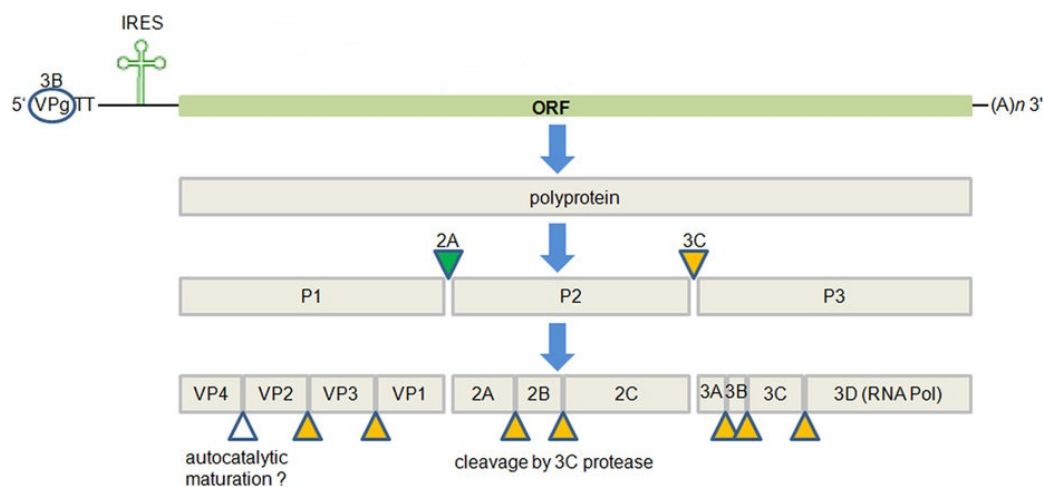 IRES
3B
5' VPg TT
ORF
(A)n 3'
polyprotein
2A
3C
P1
P2
P3
VP4
VP2
VP3
VP1
2A
2B
2C
3A
3B
3C
3D (RNA Pol)
autocatalytic
maturation ?
cleavage by 3C protease